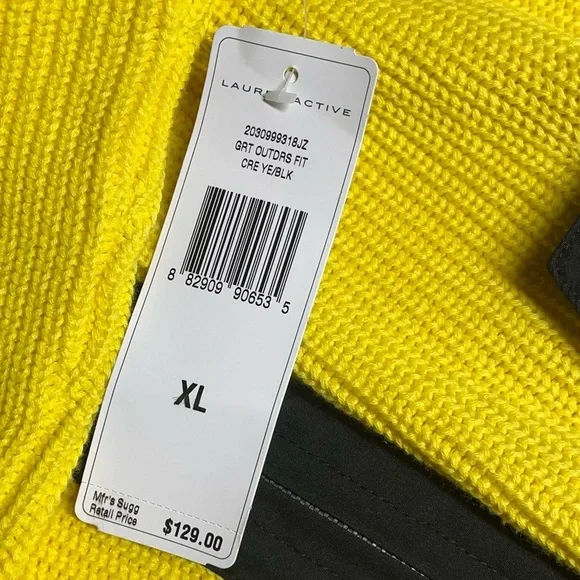 ACTIVE
2030999318JZ
GRT OUTDRS FIT
CRE YE/BLK
8 82909 90653 5
XL
Mfr's Sugg
Retail Price
$129.00